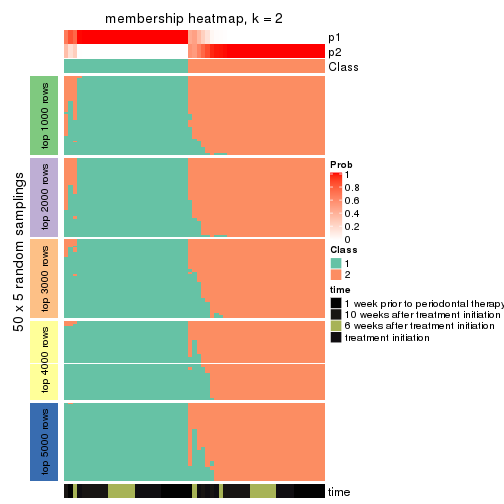 membership heatmap, k = 2
p1
p2
Class
50 x 5 random samplings
top 1000 rows
top 2000 rows
top 3000 rows
top 4000 rows
top 5000 rows
Prob
1
0.8
0.6
0.4
0.2
0
Class
1
2
time
1 week prior to periodontal therapy
10 weeks after treatment initiation
6 weeks after treatment initiation
treatment initiation
time